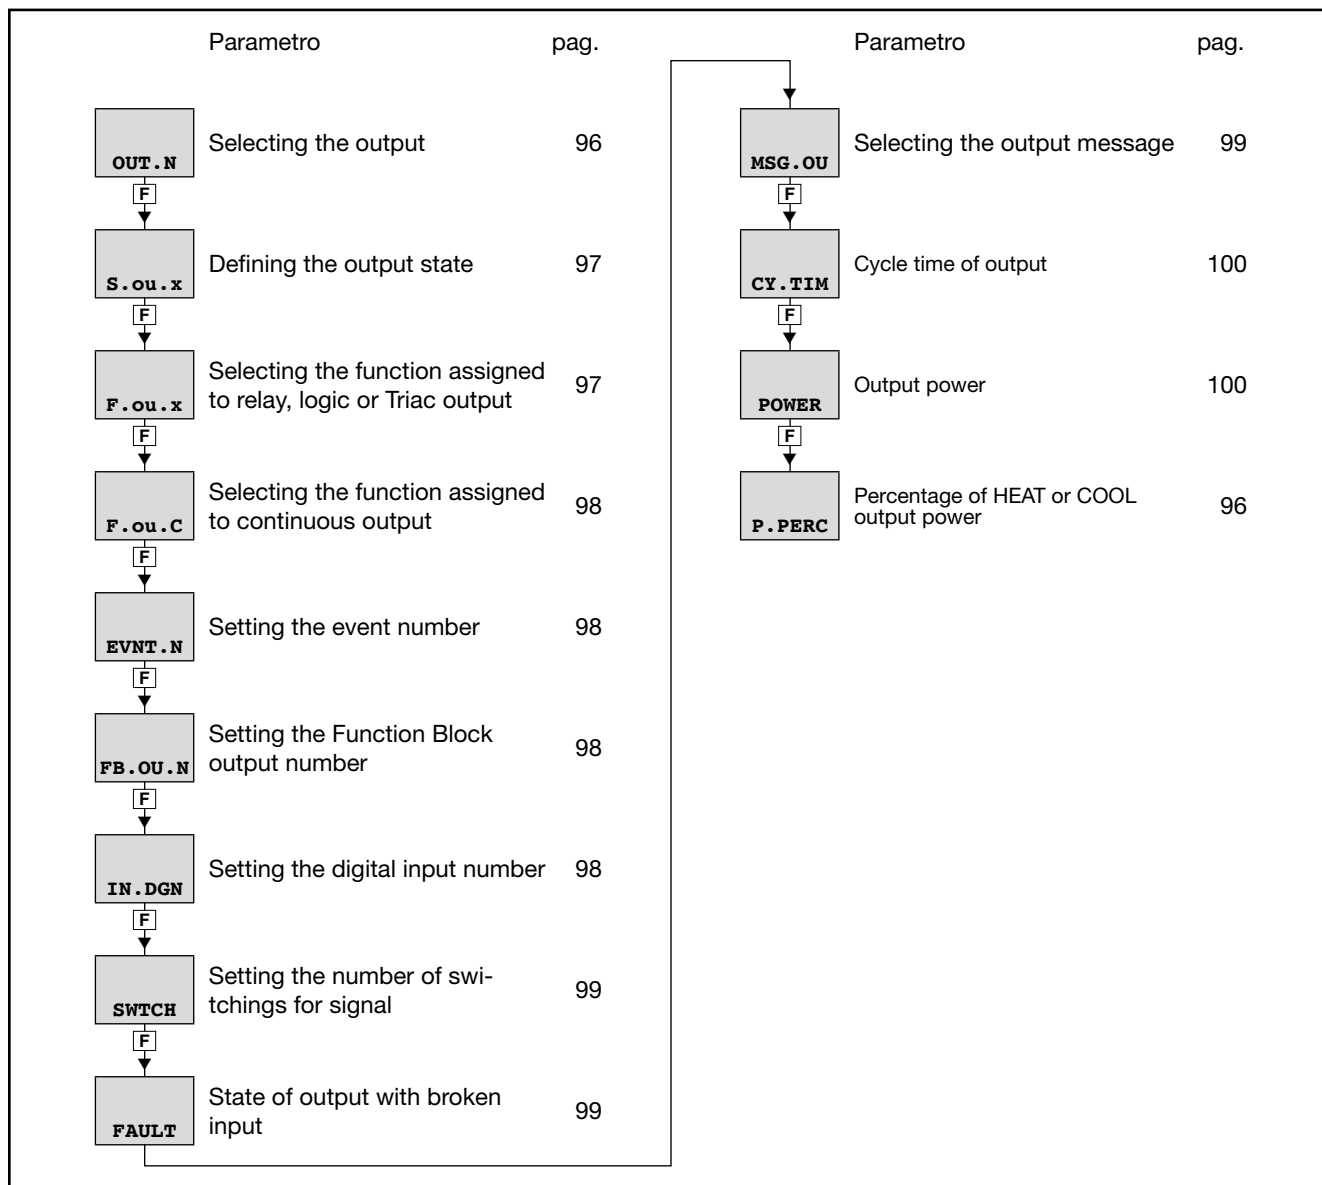 Parametro pag.
OUT.N Selecting the output 96
F
S.ou.x Defining the output state 97
F
F.ou.x Selecting the function assigned
to relay, logic or Triac output 97
F
F.ou.C Selecting the function assigned
to continuous output 98
F
EVNT.N Setting the event number 98
F
FB.OU.N Setting the Function Block
output number 98
F
IN.DGN Setting the digital input number 98
F
SWTCH Setting the number of swi-
tchings for signal 99
F
FAULT State of output with broken
input 99
Parametro pag.
MSG.OU Selecting the output message 99
F
CY.TIM Cycle time of output 100
F
POWER Output power 100
F
P.PERC Percentage of HEAT or COOL
output power 96